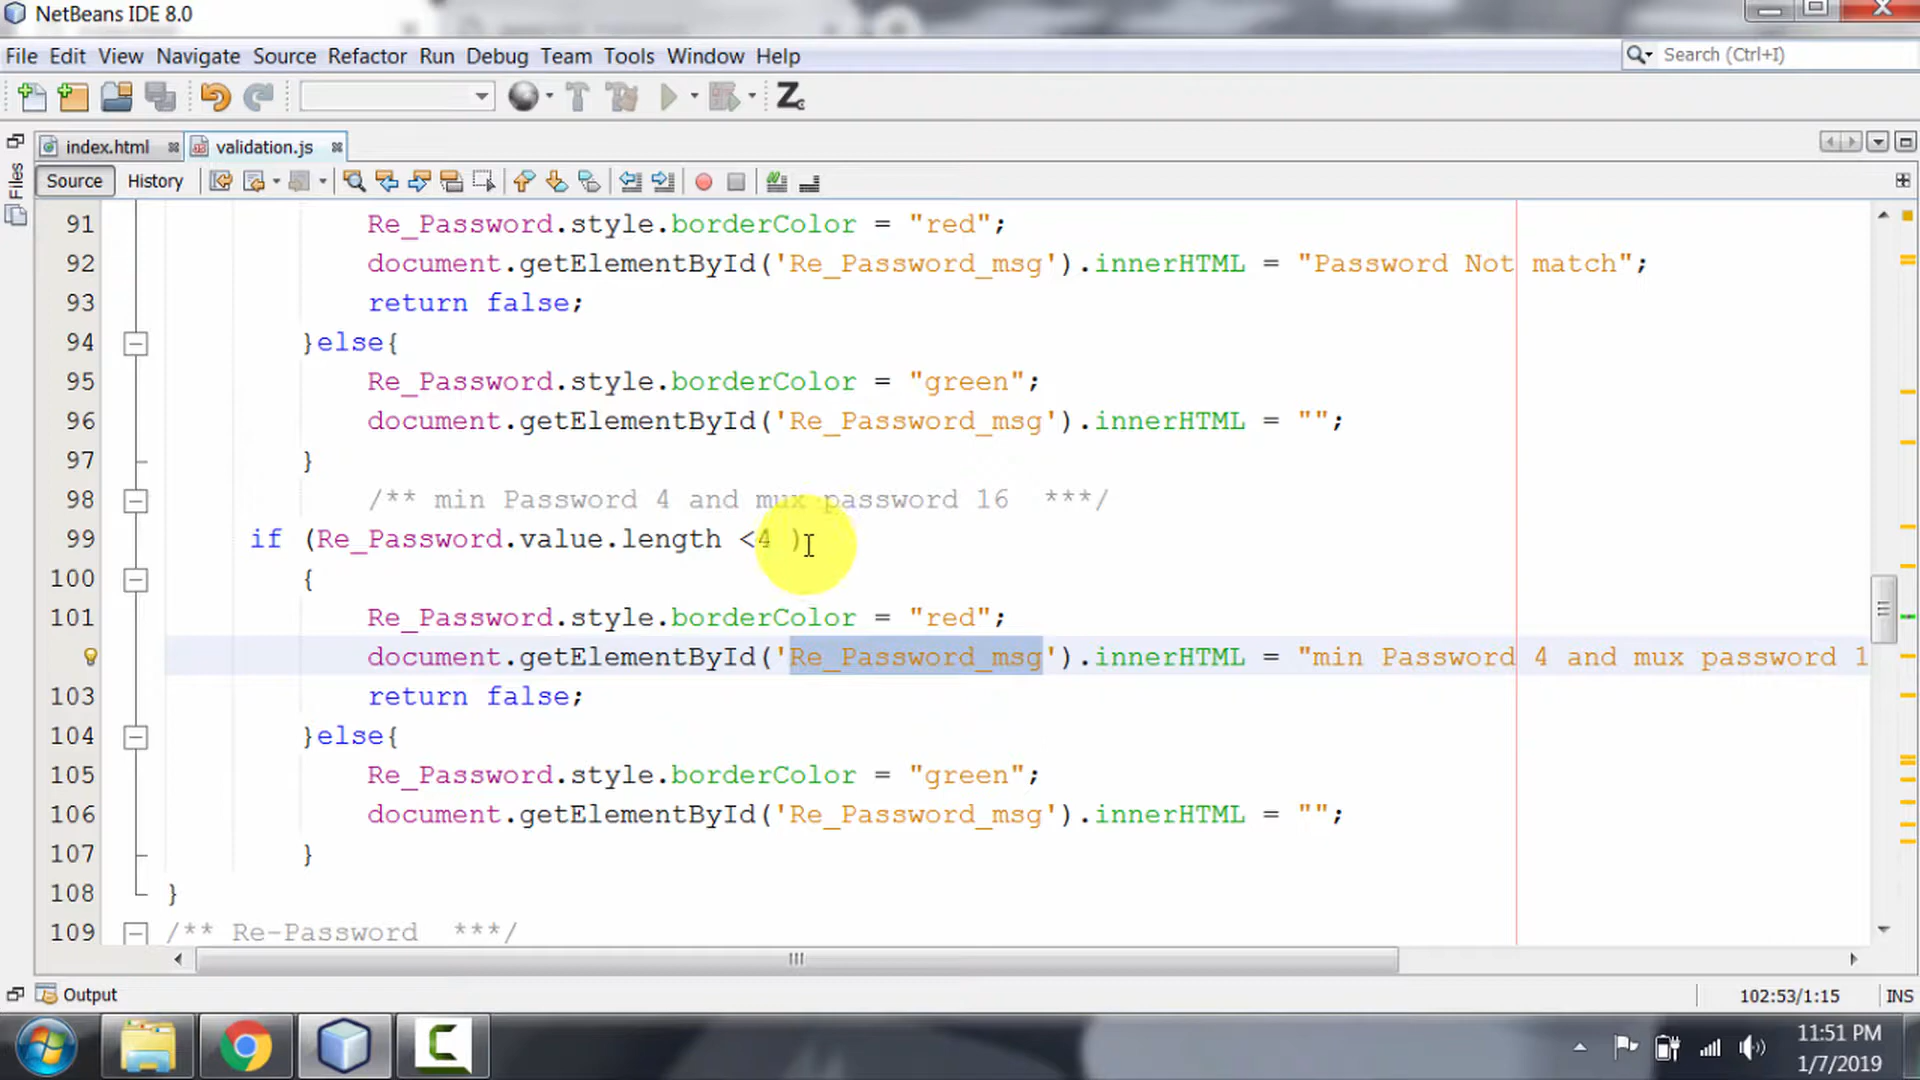 NetBeans IDE 8.0
File Edit View Navigate Source Refactor Run Debug Team Tools Window Help
Search (Ctrl+I)
index.html validation.js
Source History
Files
91 Re_Password.style.borderColor = "red";
92 document.getElementById('Re_Password_msg').innerHTML = "Password Not match";
93 return false;
94 }else{
95 Re_Password.style.borderColor = "green";
96 document.getElementById('Re_Password_msg').innerHTML = "";
97 }
98 /** min Password 4 and mux password 16 ***/
99 if (Re_Password.value.length <4 )
100 {
101 Re_Password.style.borderColor = "red";
document.getElementById('Re_Password_msg').innerHTML = "min Password 4 and mux password 1
103 return false;
104 }else{
105 Re_Password.style.borderColor = "green";
106 document.getElementById('Re_Password_msg').innerHTML = "";
107 }
108 }
109 /** Re-Password ***/
Output
102:53/1:15 INS
11:51 PM
1/7/2019